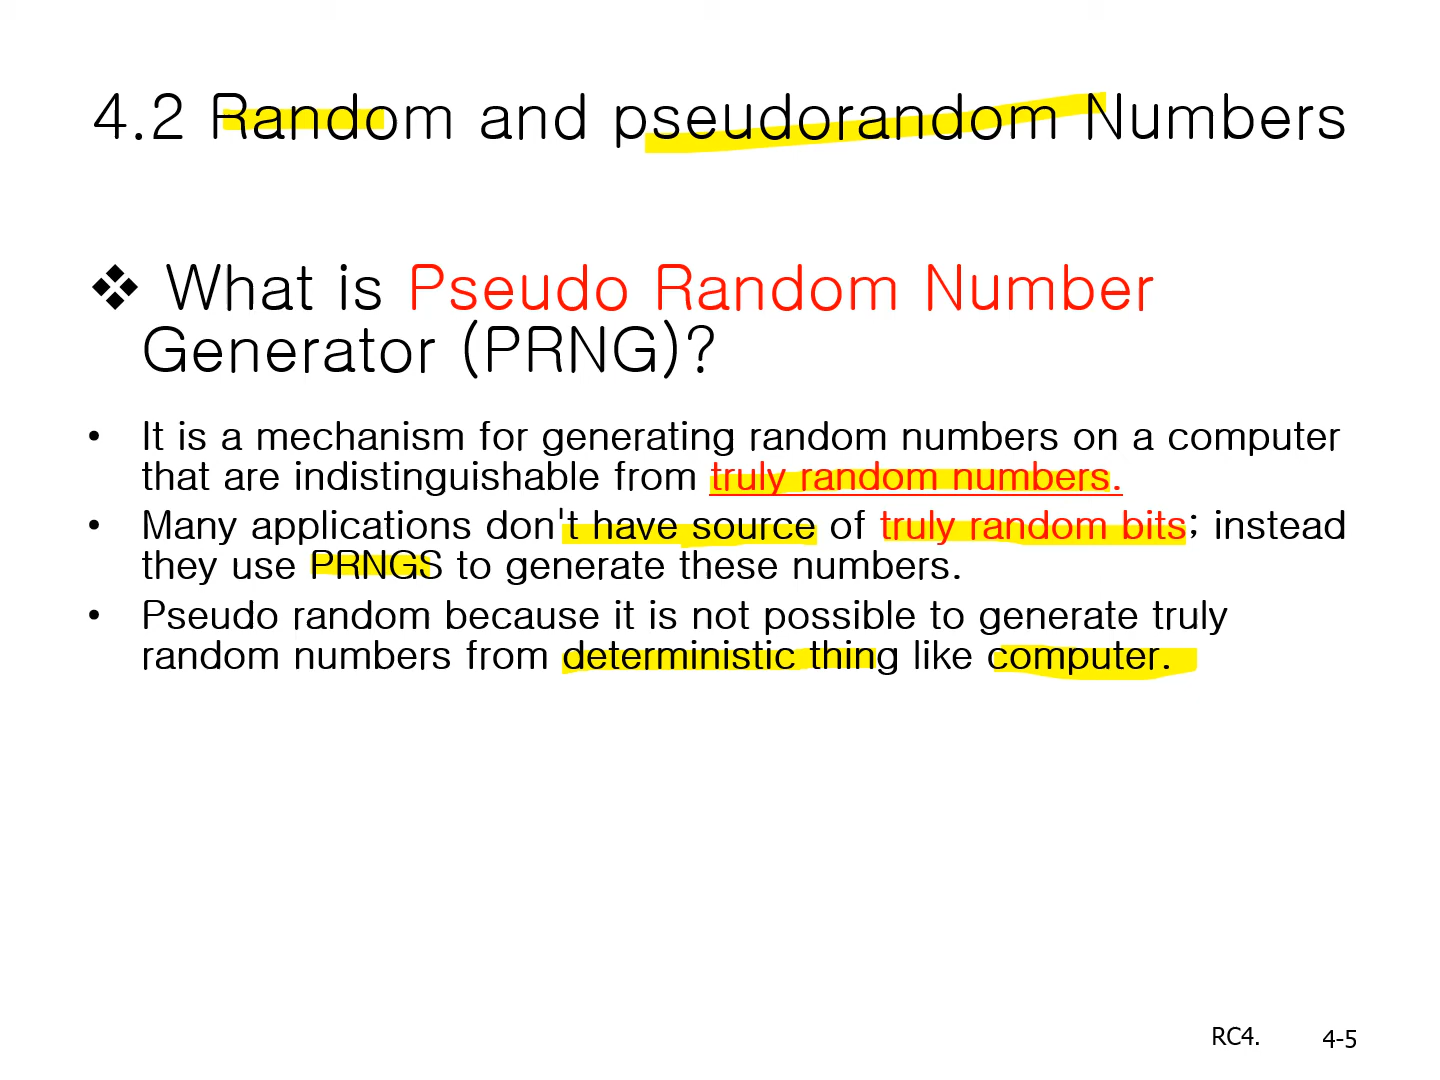 4.2 Random and pseudorandom Numbers
❖ What is Pseudo Random Number
Generator (PRNG)?
• It is a mechanism for generating random numbers on a computer
that are indistinguishable from truly random numbers.
• Many applications don't have source of truly random bits; instead
they use PRNGS to generate these numbers.
• Pseudo random because it is not possible to generate truly
random numbers from deterministic thing like computer.
RC4. 4-5